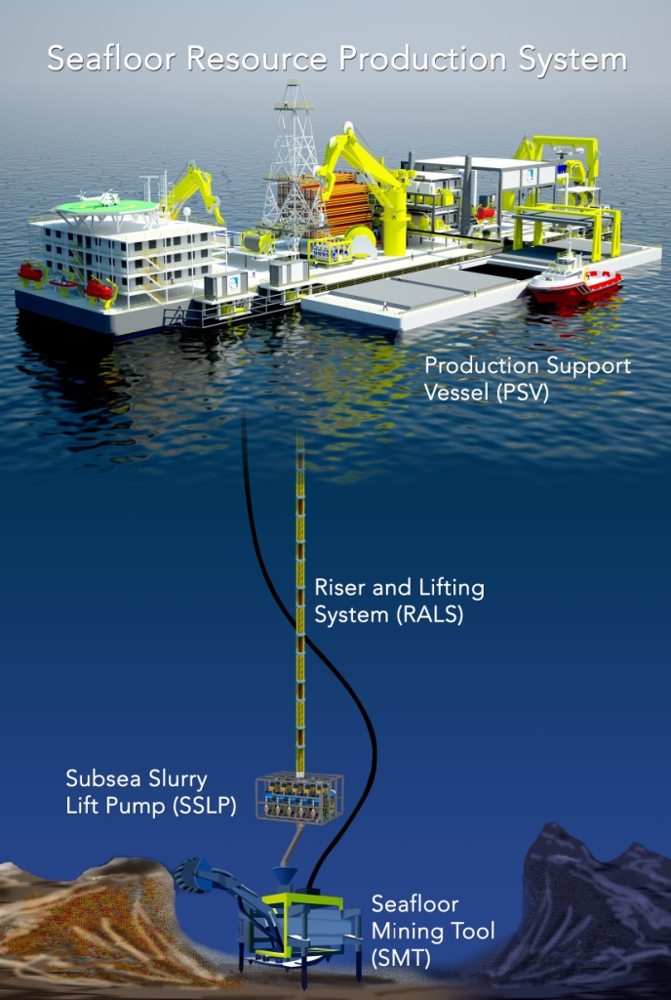 Seafloor Resource Production System
Production Support
Vessel (PSV)
Riser and Lifting
System (RALS)
Subsea Slurry
Lift Pump (SSLP)
Seafloor
Mining Tool
(SMT)